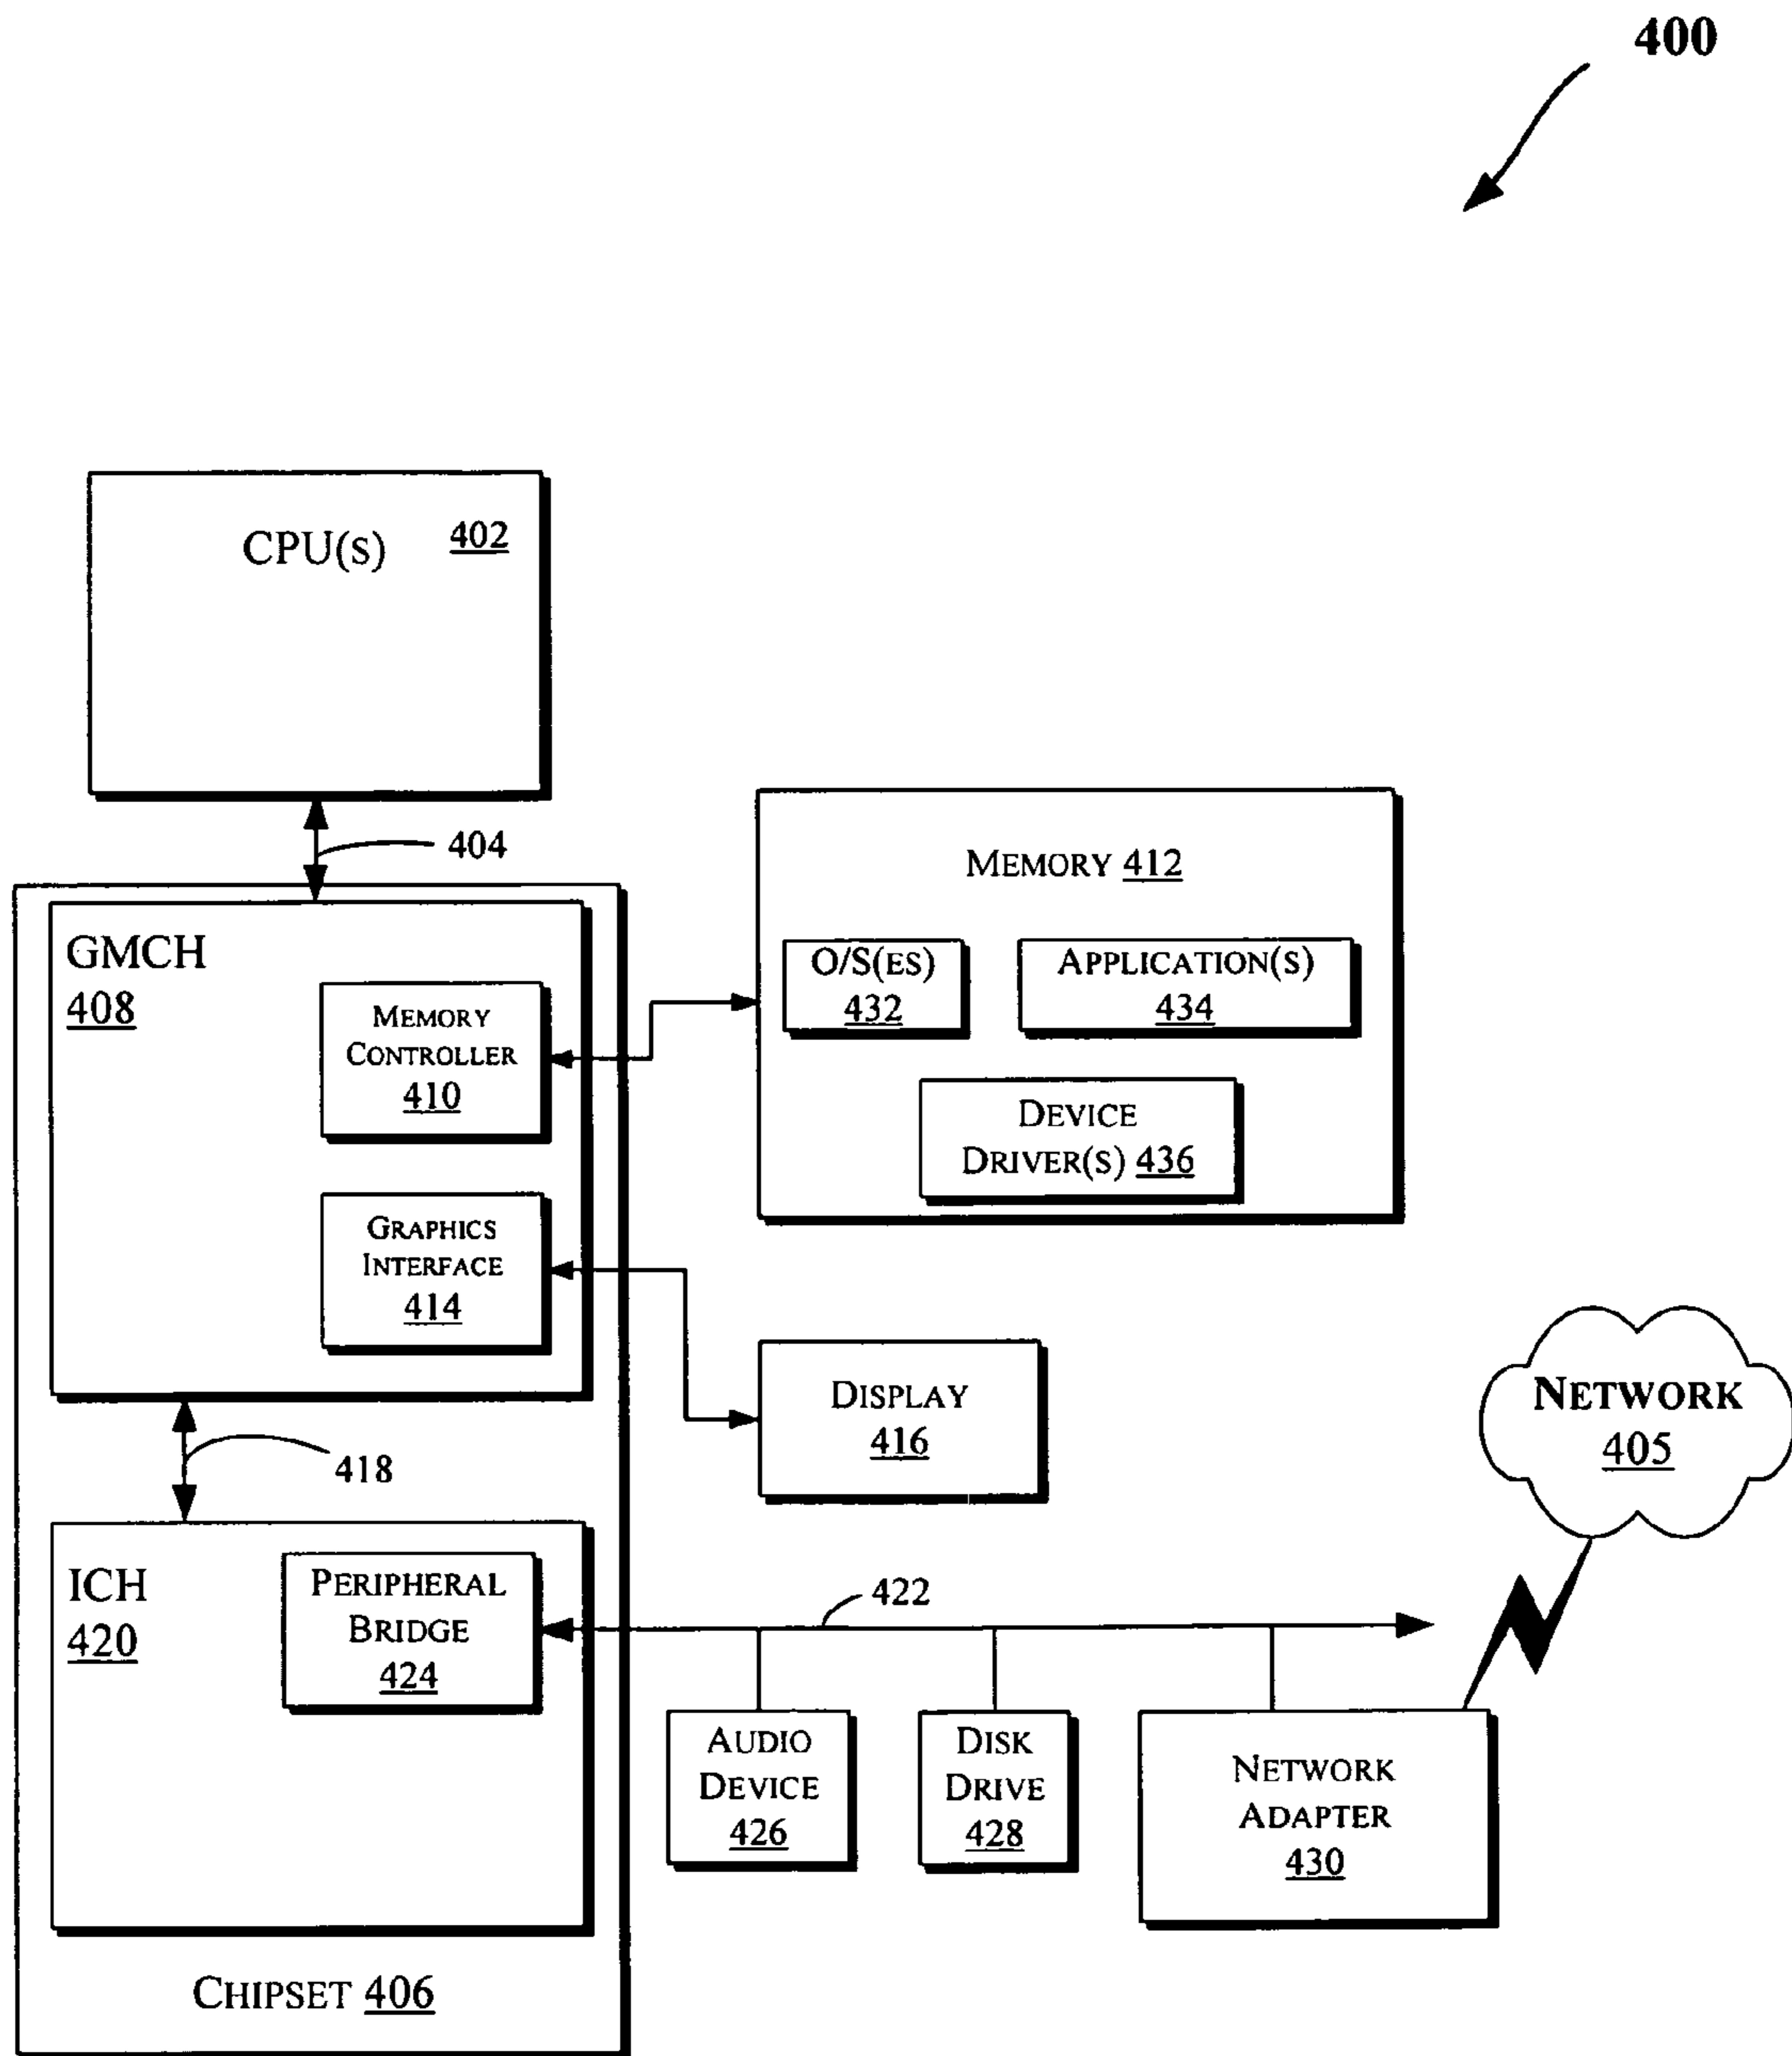 400
CPU(s) 402
404
GMCH
408
MEMORY
CONTROLLER
410
GRAPHICS
INTERFACE
414
MEMORY 412
O/S(ES)
432
APPLICATION(S)
434
DEVICE
DRIVER(S) 436
DISPLAY
416
NETWORK
405
418
ICH
420
PERIPHERAL
BRIDGE
424
422
AUDIO
DEVICE
426
DISK
DRIVE
428
NETWORK
ADAPTER
430
CHIPSET 406